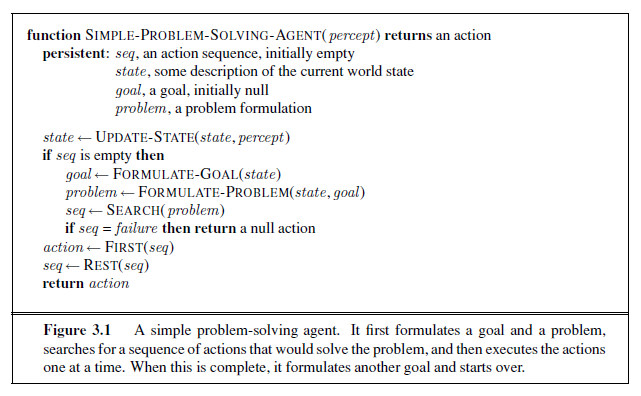 function SIMPLE-PROBLEM-SOLVING-AGENT(percept) returns an action
persistent: seq, an action sequence, initially empty
state, some description of the current world state
goal, a goal, initially null
problem, a problem formulation
state ← UPDATE-STATE(state, percept)
if seq is empty then
goal ← FORMULATE-GOAL(state)
problem ← FORMULATE-PROBLEM(state, goal)
seq ← SEARCH(problem)
if seq = failure then return a null action
action ← FIRST(seq)
seq ← REST(seq)
return action
Figure 3.1 A simple problem-solving agent. It first formulates a goal and a problem,
searches for a sequence of actions that would solve the problem, and then executes the actions
one at a time. When this is complete, it formulates another goal and starts over.